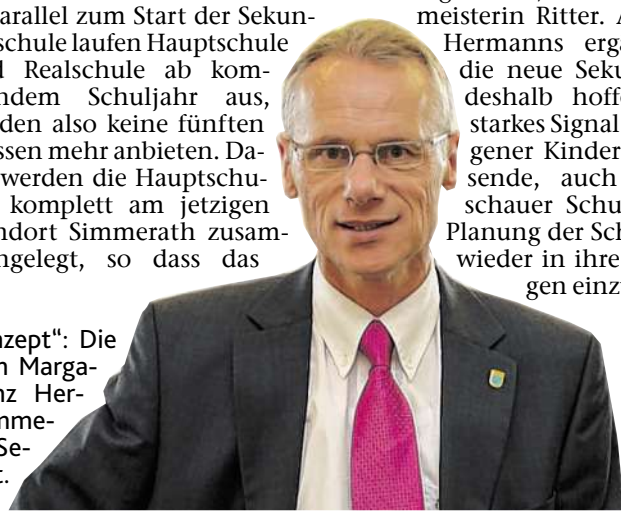 arallel zum Start der Sekun-
schule laufen Hauptschule
Realschule ab kom-
ndem Schuljahr aus,
den also keine fünften
ssen mehr anbieten. Da-
werden die Hauptschu-
komplett am jetzigen
ndort Simmerath zusam-
ngelegt, so dass das
zept“: Die
Marga-
nz Her-
mme-
Se-
t.
meisterin Ritter. A
Hermanns ergä
die neue Seku
deshalb hoffe
starkes Signal
gener Kinder
sende, auch
schauer Schu
Planung der Sch
wieder in ihre
gen einz